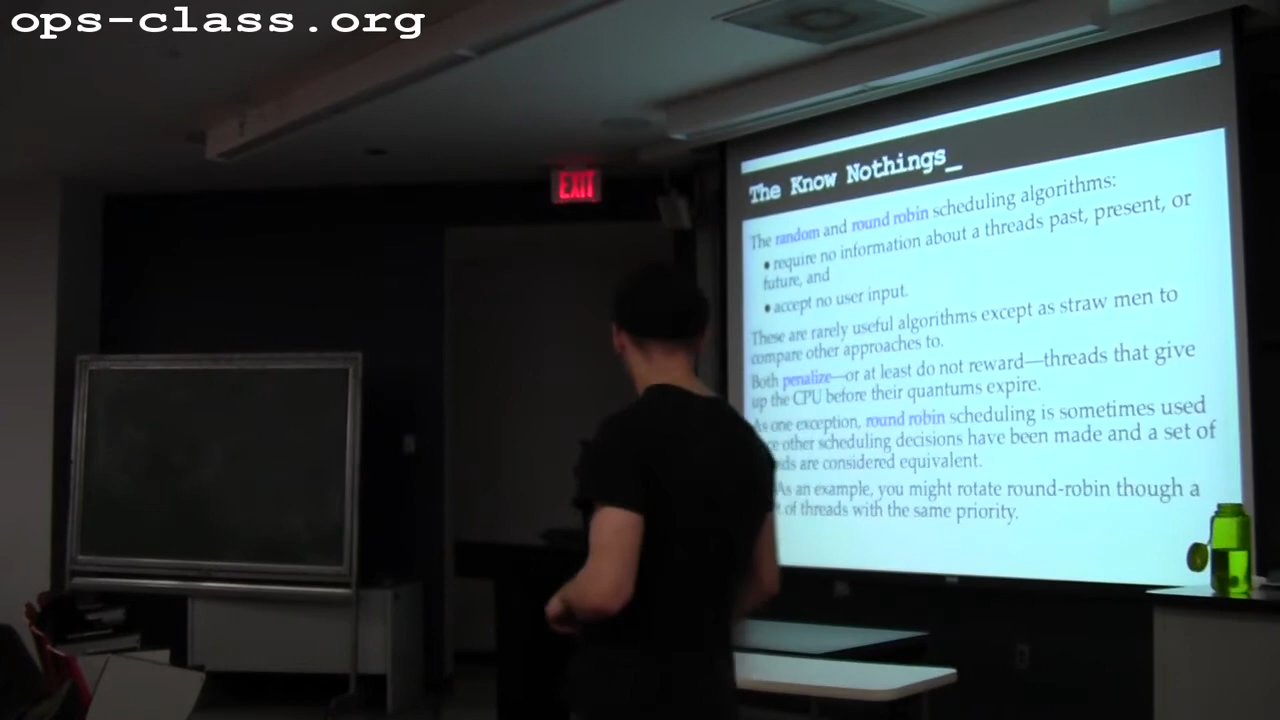 ops-class.org
EXIT
The Know Nothings_
The random and round robin scheduling algorithms:
• require no information about a threads past, present, or
future, and
• accept no user input.
These are rarely useful algorithms except as straw men to
compare other approaches to.
Both penalize—or at least do not reward—threads that give
up the CPU before their quantums expire.
As one exception, round robin scheduling is sometimes used
other scheduling decisions have been made and a set of
are considered equivalent.
As an example, you might rotate round-robin though a
of threads with the same priority.